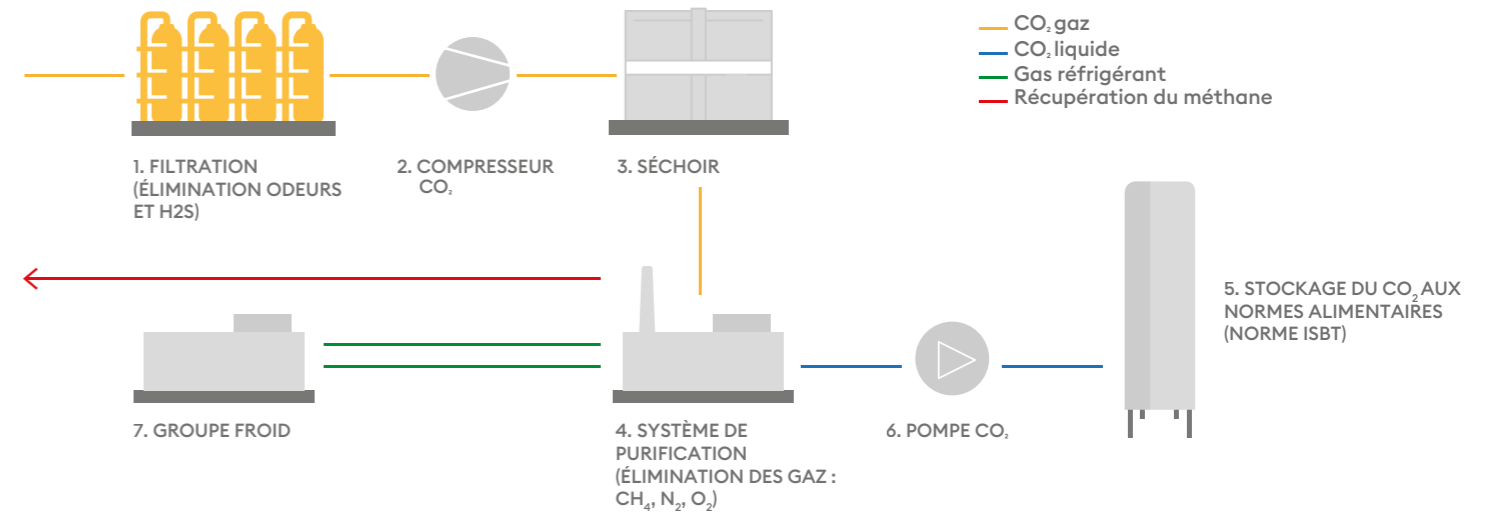 CO₂ gaz
CO₂ liquide
Gas réfrigérant
Récupération du méthane
1. FILTRATION
(ÉLIMINATION ODEURS
ET H2S)
2. COMPRESSEUR
CO₂
3. SÉCHOIR
5. STOCKAGE DU CO₂ AUX
NORMES ALIMENTAIRES
(NORME ISBT)
7. GROUPE FROID
4. SYSTÈME DE
PURIFICATION
(ÉLIMINATION DES GAZ :
CH₄, N₂, O₂)
6. POMPE CO₂